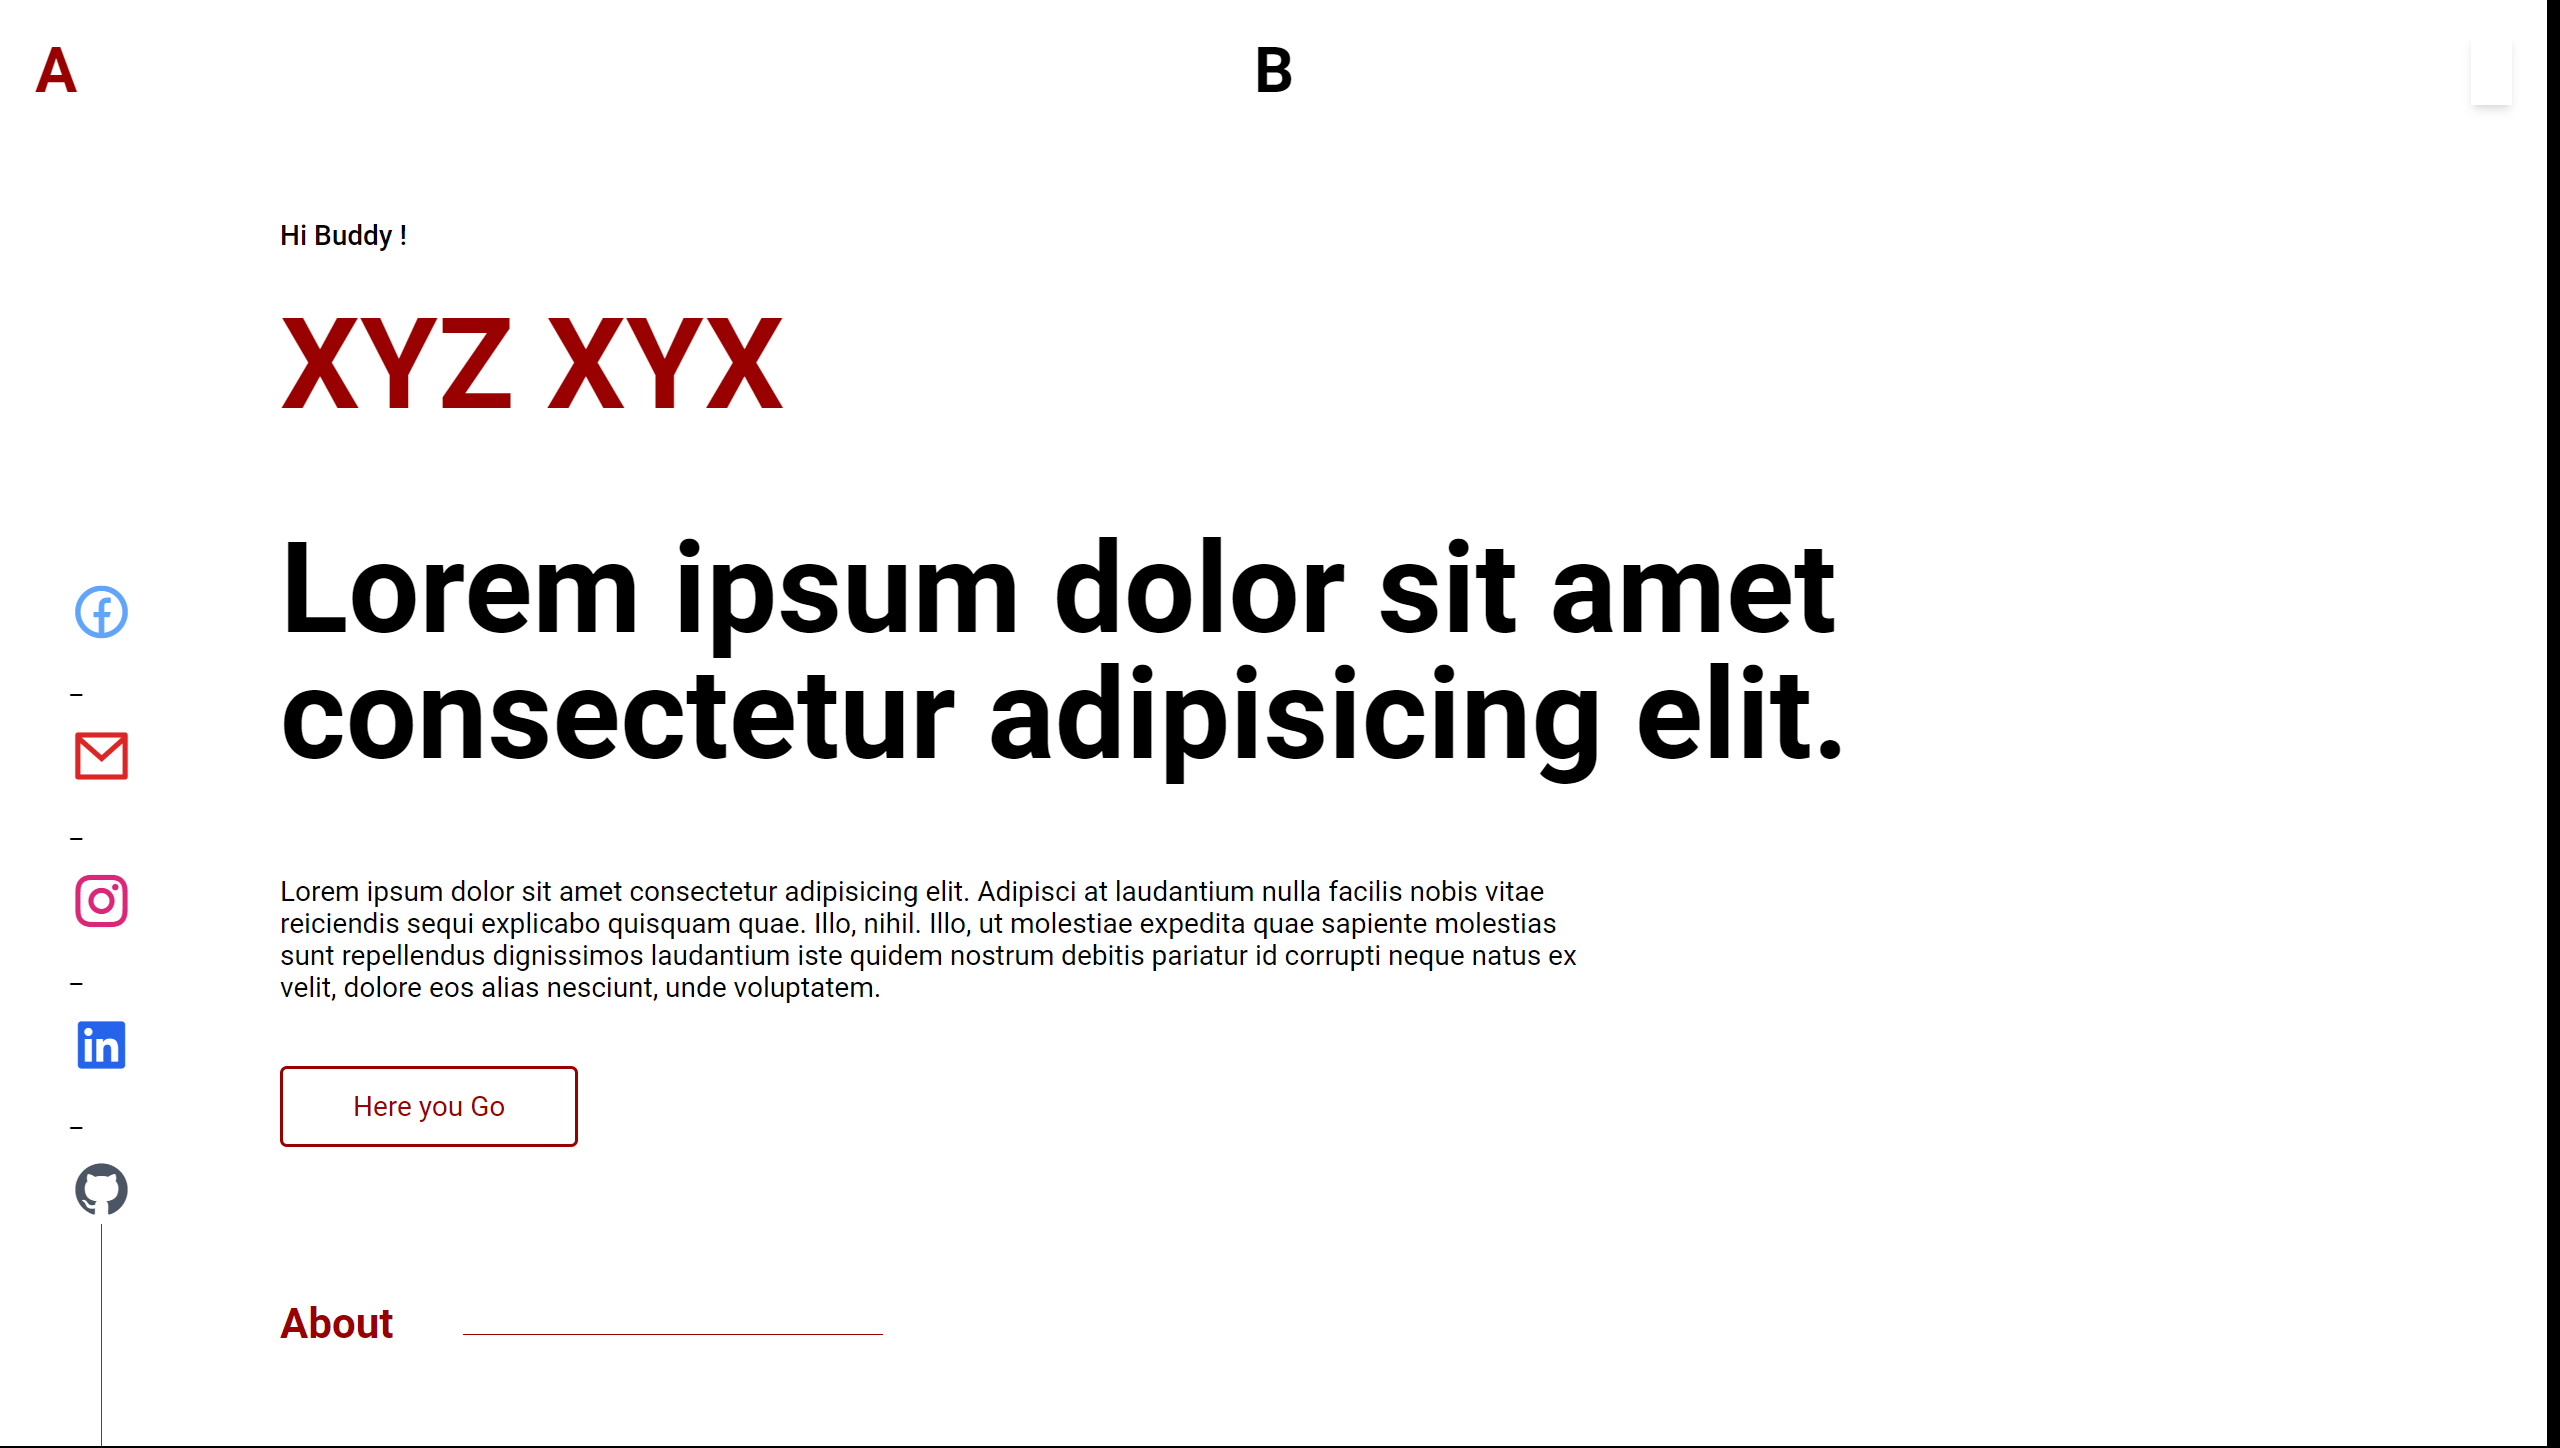 A
B
Hi Buddy !
XYZ XYX
Lorem ipsum dolor sit amet
consectetur adipisicing elit.
Lorem ipsum dolor sit amet consectetur adipisicing elit. Adipisci at laudantium nulla facilis nobis vitae
reiciendis sequi explicabo quisquam quae. Illo, nihil. Illo, ut molestiae expedita quae sapiente molestias
sunt repellendus dignissimos laudantium iste quidem nostrum debitis pariatur id corrupti neque natus ex
velit, dolore eos alias nesciunt, unde voluptatem.
Here you Go
About